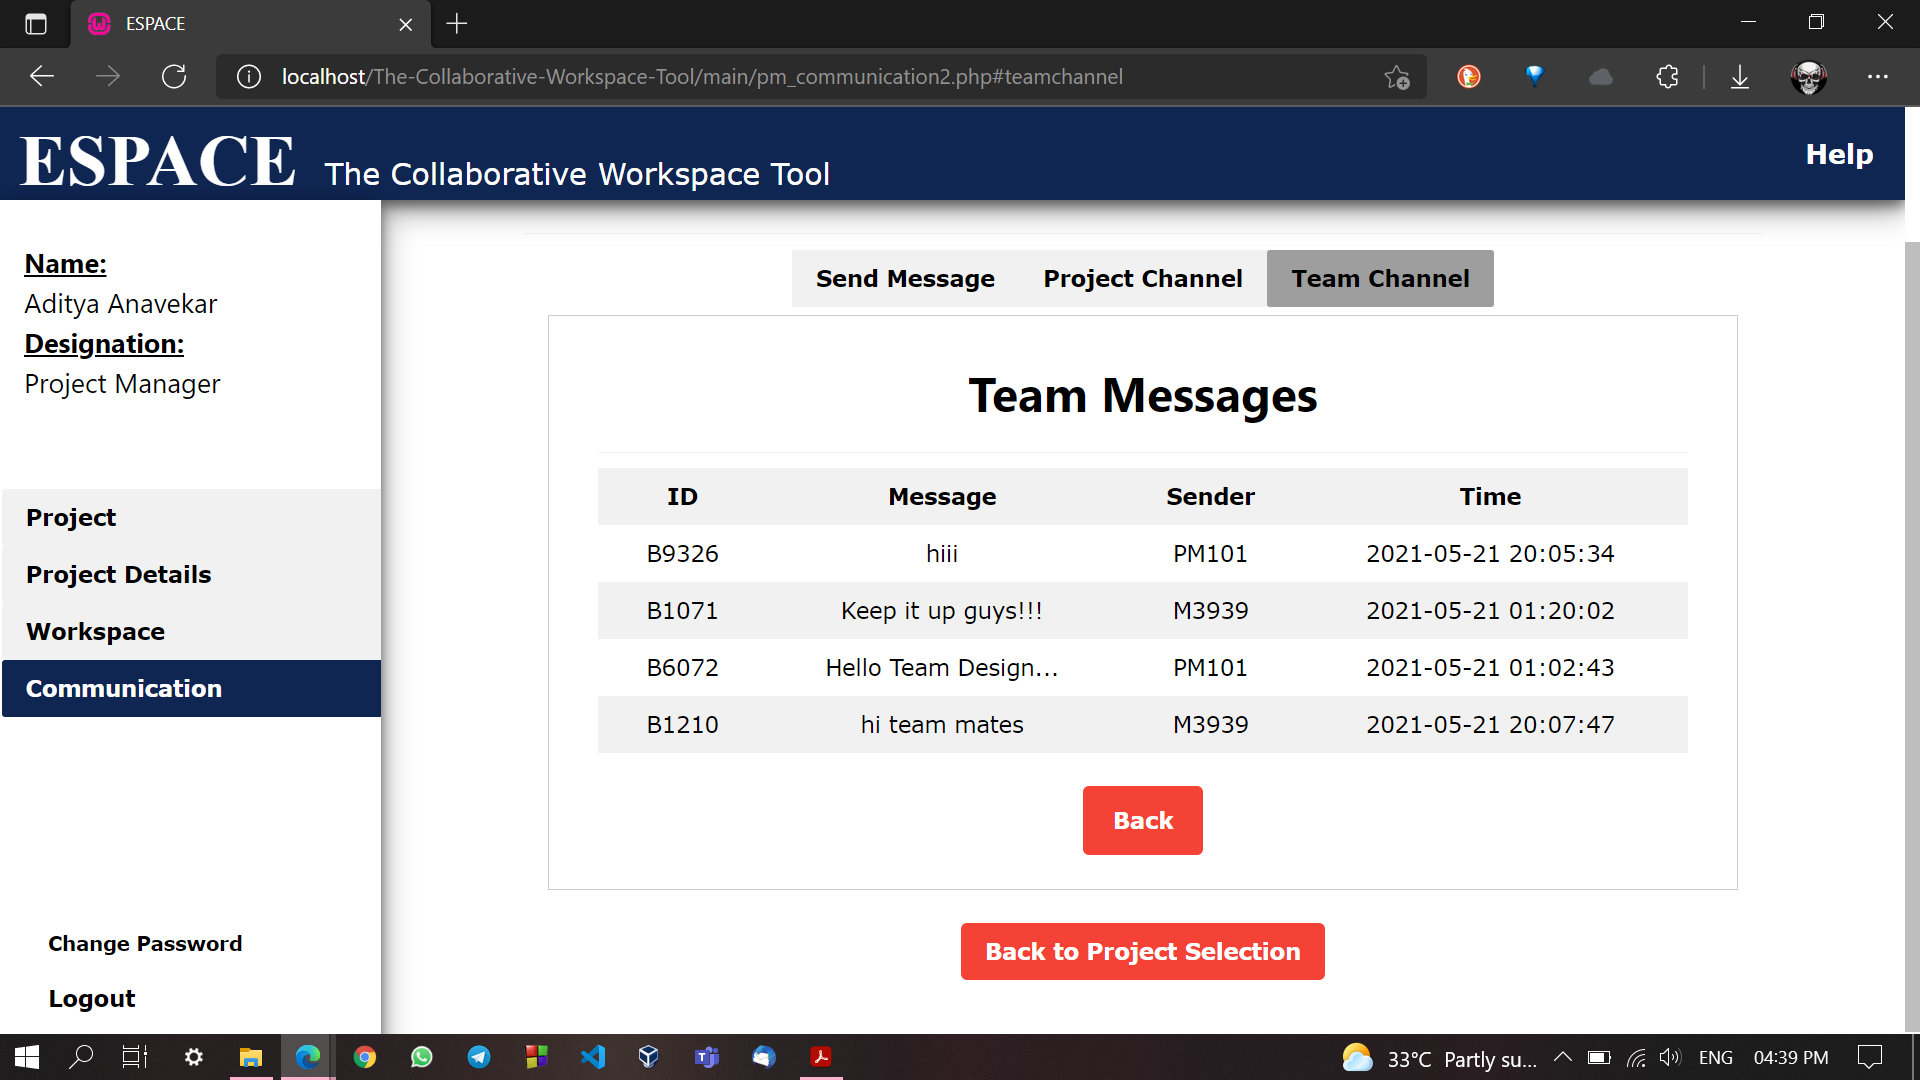 ESPACE
localhost/The-Collaborative-Workspace-Tool/main/pm_communication2.php#teamchannel
ESPACE The Collaborative Workspace Tool
Help
Name:
Aditya Anavekar
Designation:
Project Manager
Project
Project Details
Workspace
Communication
Change Password
Logout
Send Message Project Channel Team Channel
Team Messages
ID Message Sender Time
B9326 hiii PM101 2021-05-21 20:05:34
B1071 Keep it up guys!!! M3939 2021-05-21 01:20:02
B6072 Hello Team Design... PM101 2021-05-21 01:02:43
B1210 hi team mates M3939 2021-05-21 20:07:47
Back
Back to Project Selection
33°C Partly su... ENG 04:39 PM